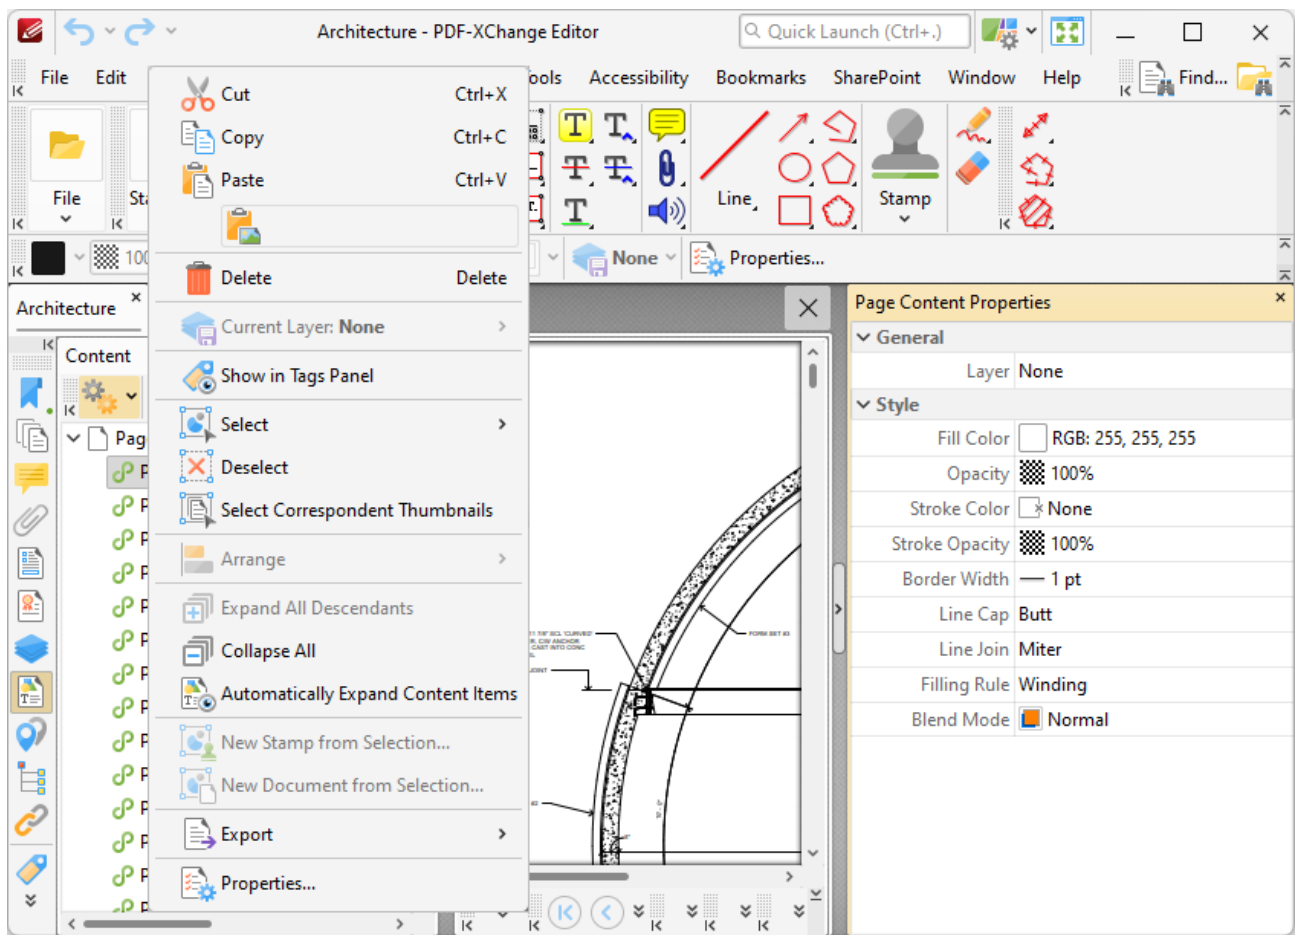 Architecture - PDF-XChange Editor
Quick Launch (Ctrl+.)
File Edit
Accessibility Bookmarks SharePoint Window Help
Find...
File
Line
Stamp
None
Properties...
Architecture
Content
Cut Ctrl+X
Copy Ctrl+C
Paste Ctrl+V
Delete Delete
Current Layer: None
Show in Tags Panel
Select
Deselect
Select Correspondent Thumbnails
Arrange
Expand All Descendants
Collapse All
Automatically Expand Content Items
New Stamp from Selection...
New Document from Selection...
Export
Properties...
FORM SET #3
Page Content Properties
General
Layer None
Style
Fill Color RGB: 255, 255, 255
Opacity 100%
Stroke Color None
Stroke Opacity 100%
Border Width 1 pt
Line Cap Butt
Line Join Miter
Filling Rule Winding
Blend Mode Normal